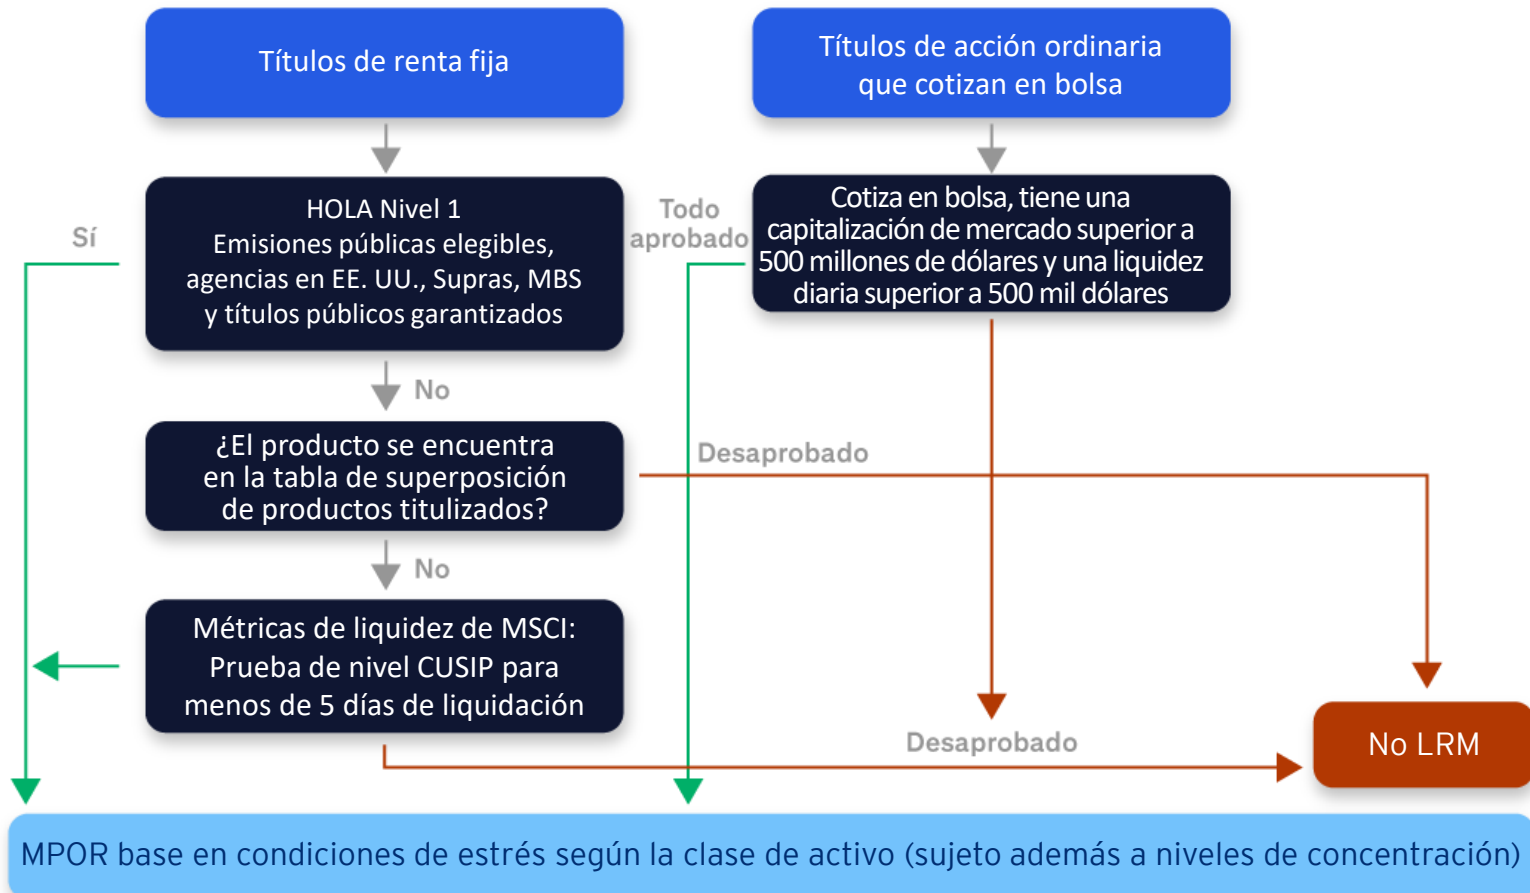 Títulos de renta fija
Títulos de acción ordinaria
que cotizan en bolsa
HOLA Nivel 1
Emisiones públicas elegibles,
agencias en EE. UU., Supras, MBS
y títulos públicos garantizados
Sí
Todo
aprobado
Cotiza en bolsa, tiene una
capitalización de mercado superior a
500 millones de dólares y una liquidez
diaria superior a 500 mil dólares
No
¿El producto se encuentra
en la tabla de superposición
de productos titulizados?
Desaprobado
No
Métricas de liquidez de MSCI:
Prueba de nivel CUSIP para
menos de 5 días de liquidación
Desaprobado
No LRM
MPOR base en condiciones de estrés según la clase de activo (sujeto además a niveles de concentración)